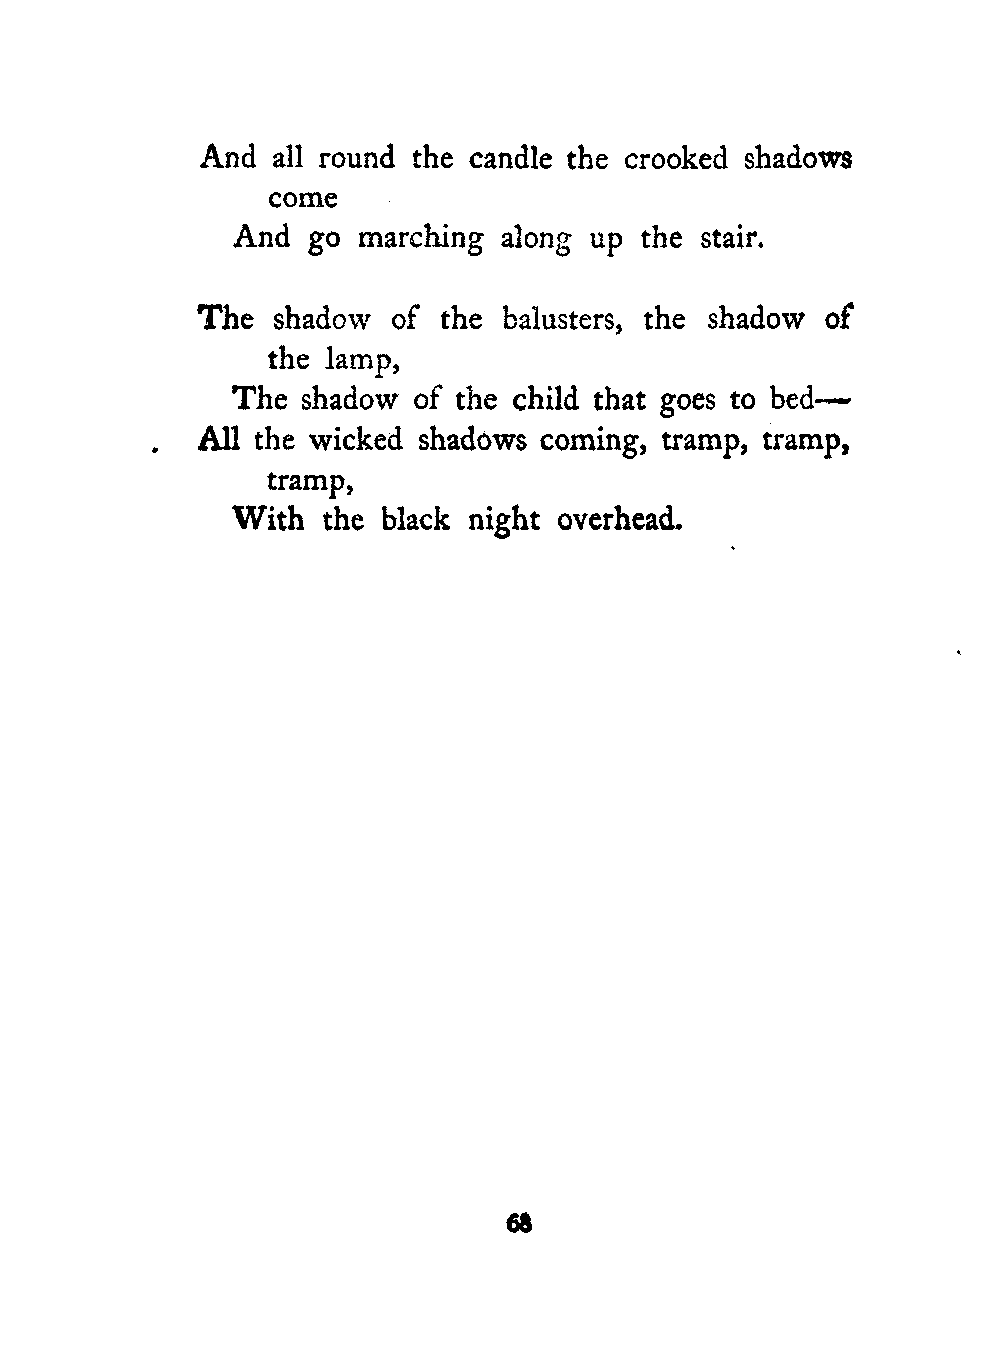 And all round the candle the crooked shadows
come
And go marching along up the stair.
The shadow of the balusters, the shadow of
the lamp,
The shadow of the child that goes to bed—
All the wicked shadows coming, tramp, tramp,
tramp,
With the black night overhead.
68